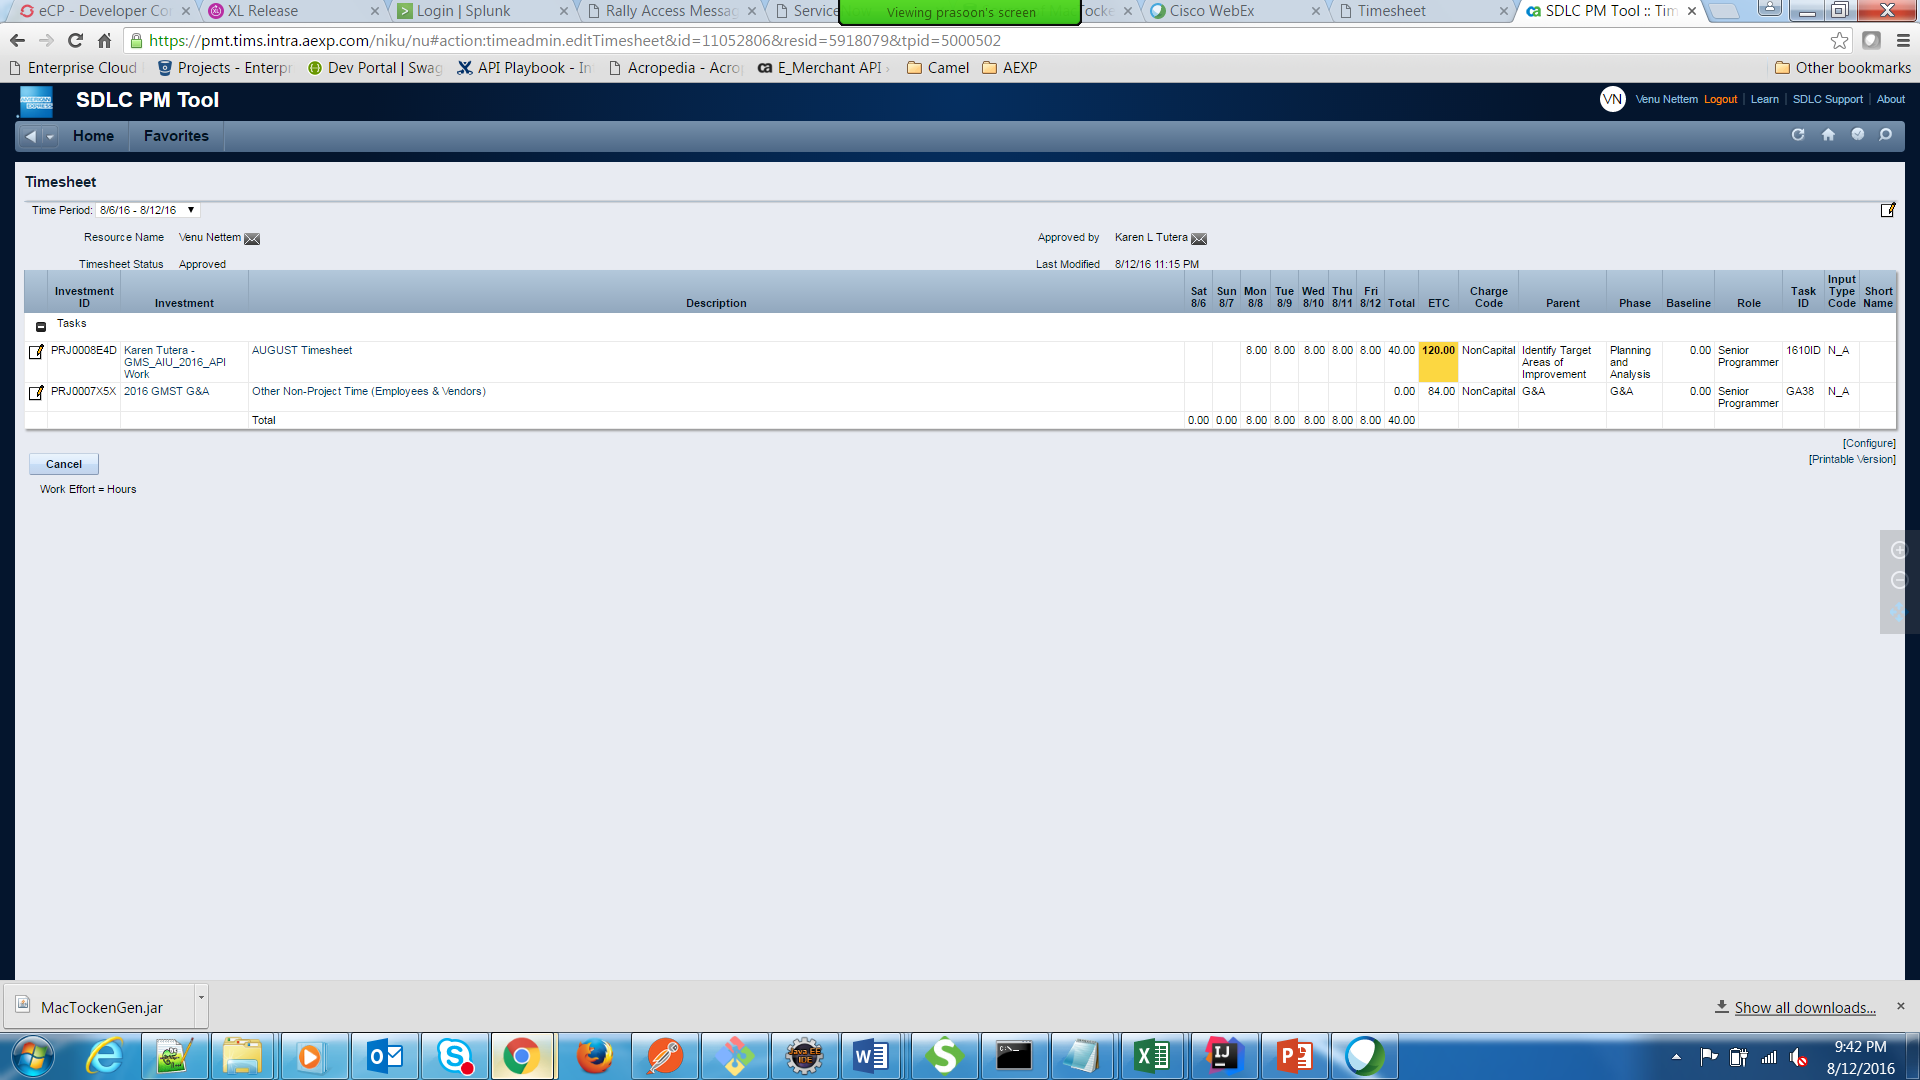 eCP - Developer Co
XL Release
Login | Splunk
Rally Access Messag
Service
Viewing prasoon's screen
ocke
Cisco WebEx
Timesheet
SDLC PM Tool :: Tim
https://pmt.tims.intra.aexp.com/niku/nu#action:timeadmin.editTimesheet&id=11052806&resid=5918079&tpid=5000502
Enterprise Cloud
Projects - Enterpr
Dev Portal | Swag
API Playbook - In
Acropedia - Acro
E_Merchant API
Camel
AEXP
Other bookmarks
SDLC PM Tool
VN
Venu Nettem Logout | Learn | SDLC Support | About
Home
Favorites
Timesheet
Time Period: 8/6/16 - 8/12/16
Resource Name Venu Nettem
Approved by Karen L Tutera
Timesheet Status Approved
Last Modified 8/12/16 11:15 PM
Investment ID Investment Description Sat 8/6 Sun 8/7 Mon 8/8 Tue 8/9 Wed 8/10 Thu 8/11 Fri 8/12 Total ETC Charge Code Parent Phase Baseline Role Task ID Input Type Code Short Name
Tasks
PRJ0008E4D Karen Tutera - GMS_AIU_2016_API Work AUGUST Timesheet 8.00 8.00 8.00 8.00 8.00 40.00 120.00 NonCapital Identify Target Areas of Improvement Planning and Analysis 0.00 Senior Programmer 1610ID N_A
PRJ0007X5X 2016 GMST G&A Other Non-Project Time (Employees & Vendors) 0.00 84.00 NonCapital G&A G&A 0.00 Senior Programmer GA38 N_A
Total 0.00 0.00 8.00 8.00 8.00 8.00 8.00 40.00
[Configure]
Cancel
[Printable Version]
Work Effort = Hours
MacTockenGen.jar
Show all downloads...
9:42 PM
8/12/2016